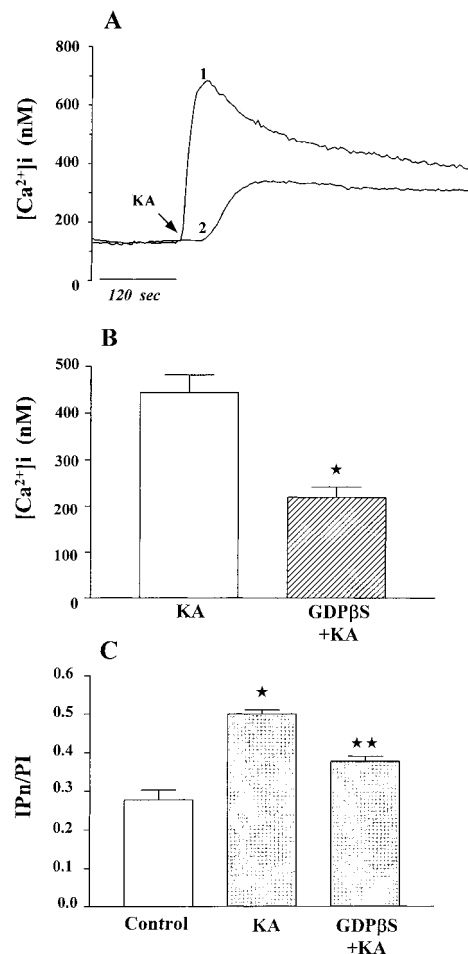 A
[Ca²⁺]i (nM)
800
600
400
200
0
KA
1
2
120 sec
B
[Ca²⁺]i (nM)
500
400
300
200
100
0
★
KA
GDPβS
+KA
C
IPn/PI
0.6
0.5
0.4
0.3
0.2
0.1
0.0
★
★★
Control
KA
GDPβS
+KA